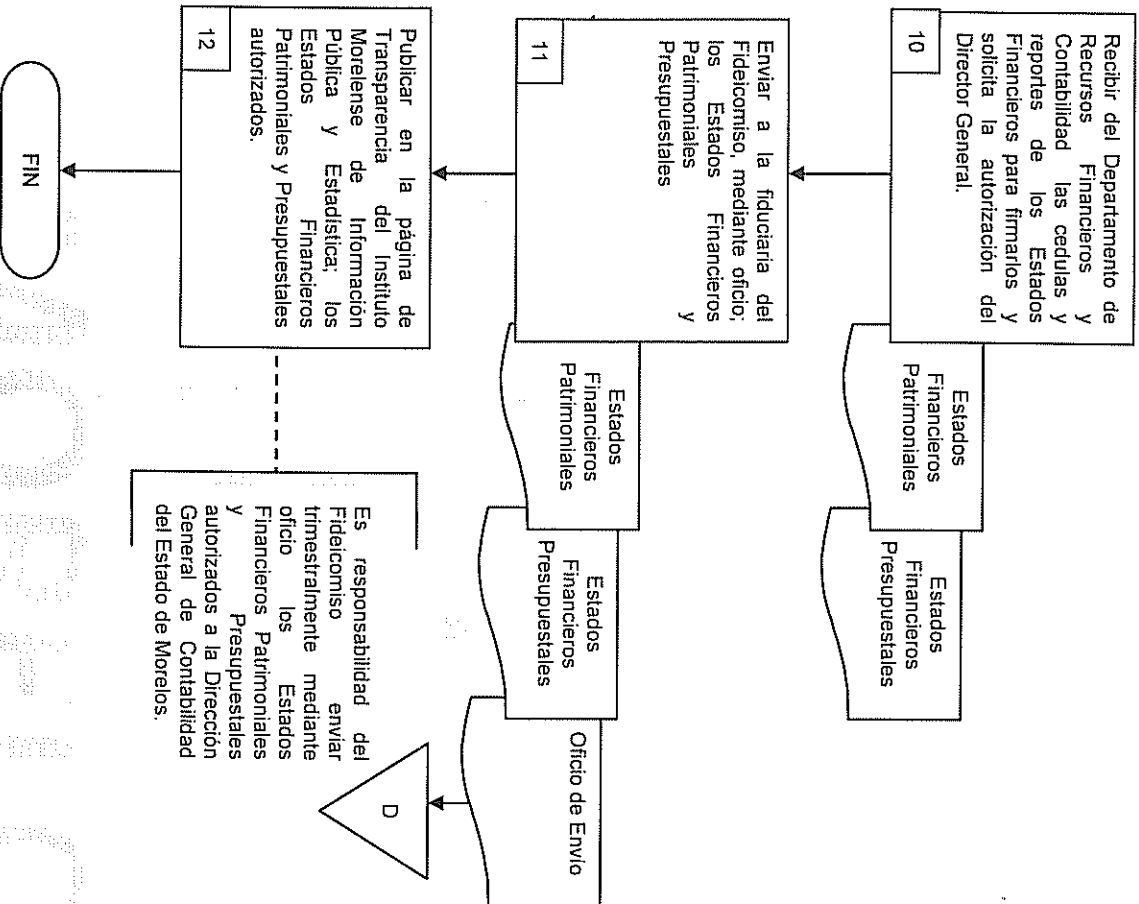 Recibir del Departamento de
Recursos Financieros y
Contabilidad las cedulas y
reportes de los Estados
Financieros para firmarlos y
solicita la autorización del
Director General.
10
Estados
Financieros
Patrimoniales
Estados
Financieros
Presupuestales
Enviar a la fiduciaria del
Fideicomiso, mediante oficio;
los Estados Financieros
Patrimoniales y
Presupuestales
11
Estados
Financieros
Patrimoniales
Estados
Financieros
Presupuestales
Oficio de Envío
D
Publicar en la página de
Transparencia del Instituto
Morelense de Información
Pública y Estadística; los
Estados Financieros
Patrimoniales y Presupuestales
autorizados.
12
Es responsabilidad del
Fideicomiso enviar
trimestralmente mediante
oficio los Estados
Financieros Patrimoniales
y Presupuestales
autorizados a la Dirección
General de Contabilidad
del Estado de Morelos.
FIN